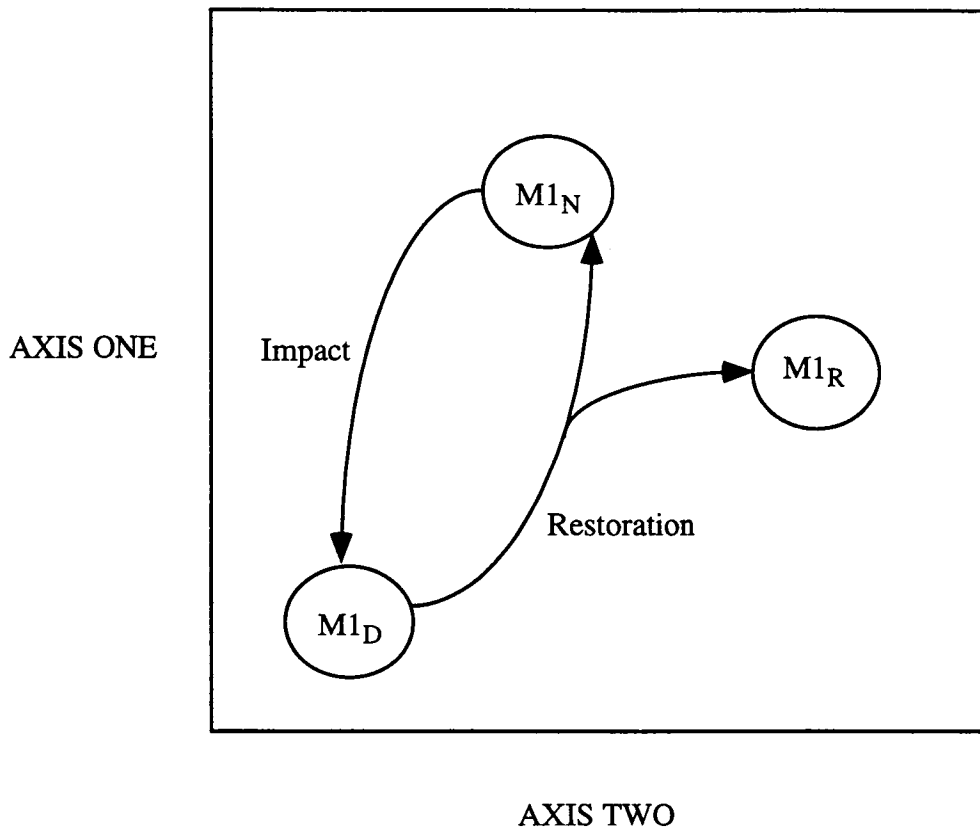 M1N
AXIS ONE
Impact
M1R
Restoration
M1D
AXIS TWO